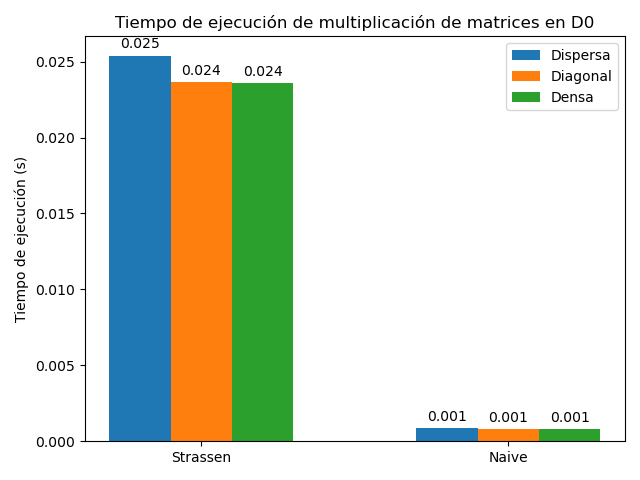 Tiempo de ejecución de multiplicación de matrices en D0
0.025
0.024
0.024
0.001
0.001
0.001
Dispersa
Diagonal
Densa
0.025
0.020
0.015
0.010
0.005
0.000
Tiempo de ejecución (s)
Strassen
Naive